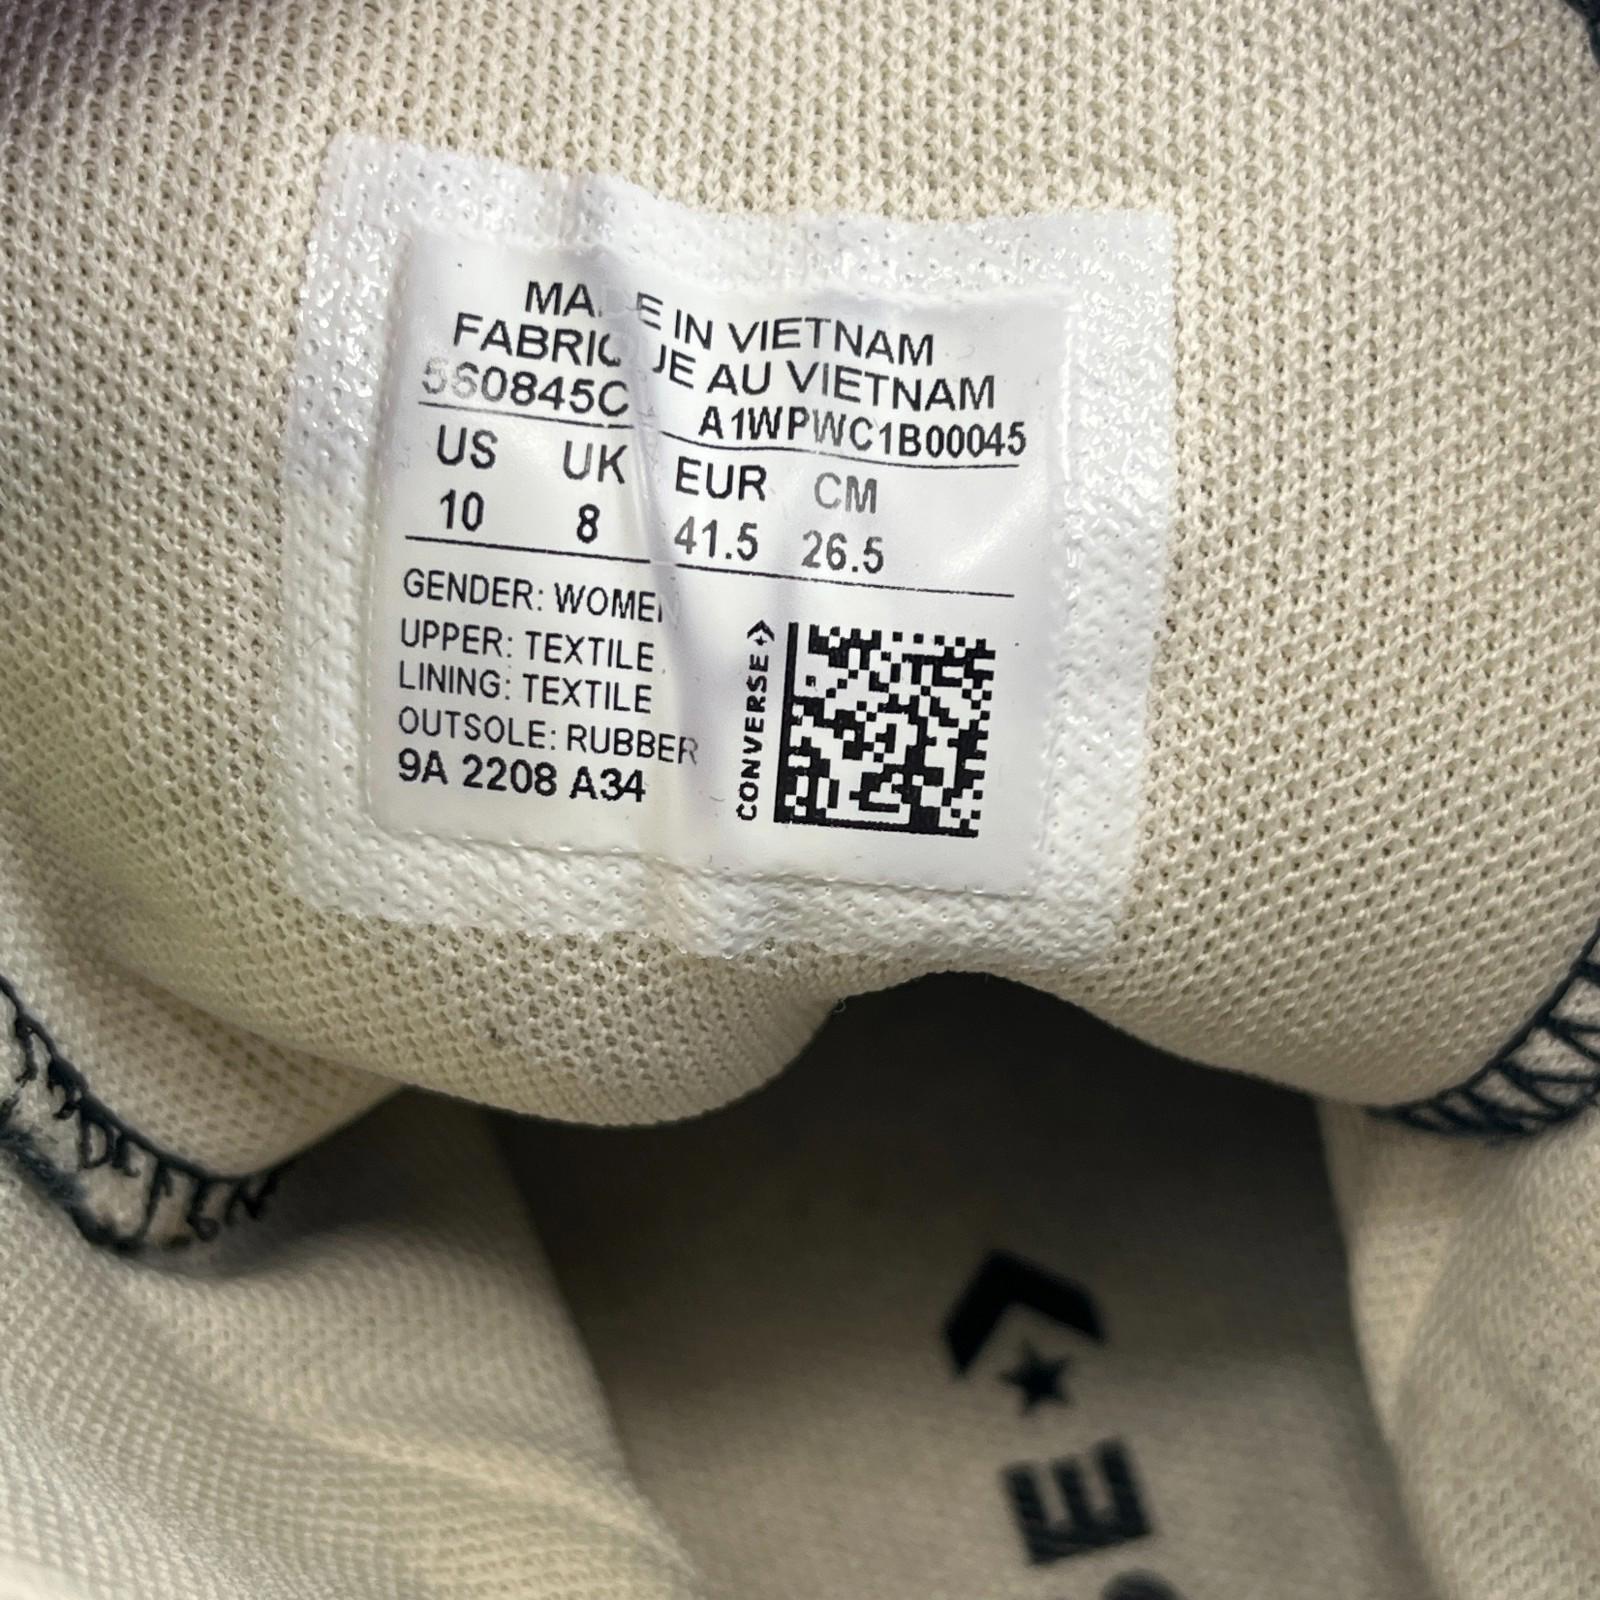 MADE IN VIETNAM
FABRIQUE AU VIETNAM
560845C A1WPWC1B00045
US UK EUR CM
10 8 41.5 26.5
GENDER: WOMEN
UPPER: TEXTILE
LINING: TEXTILE
OUTSOLE: RUBBER
9A 2208 A34
CONVERSE